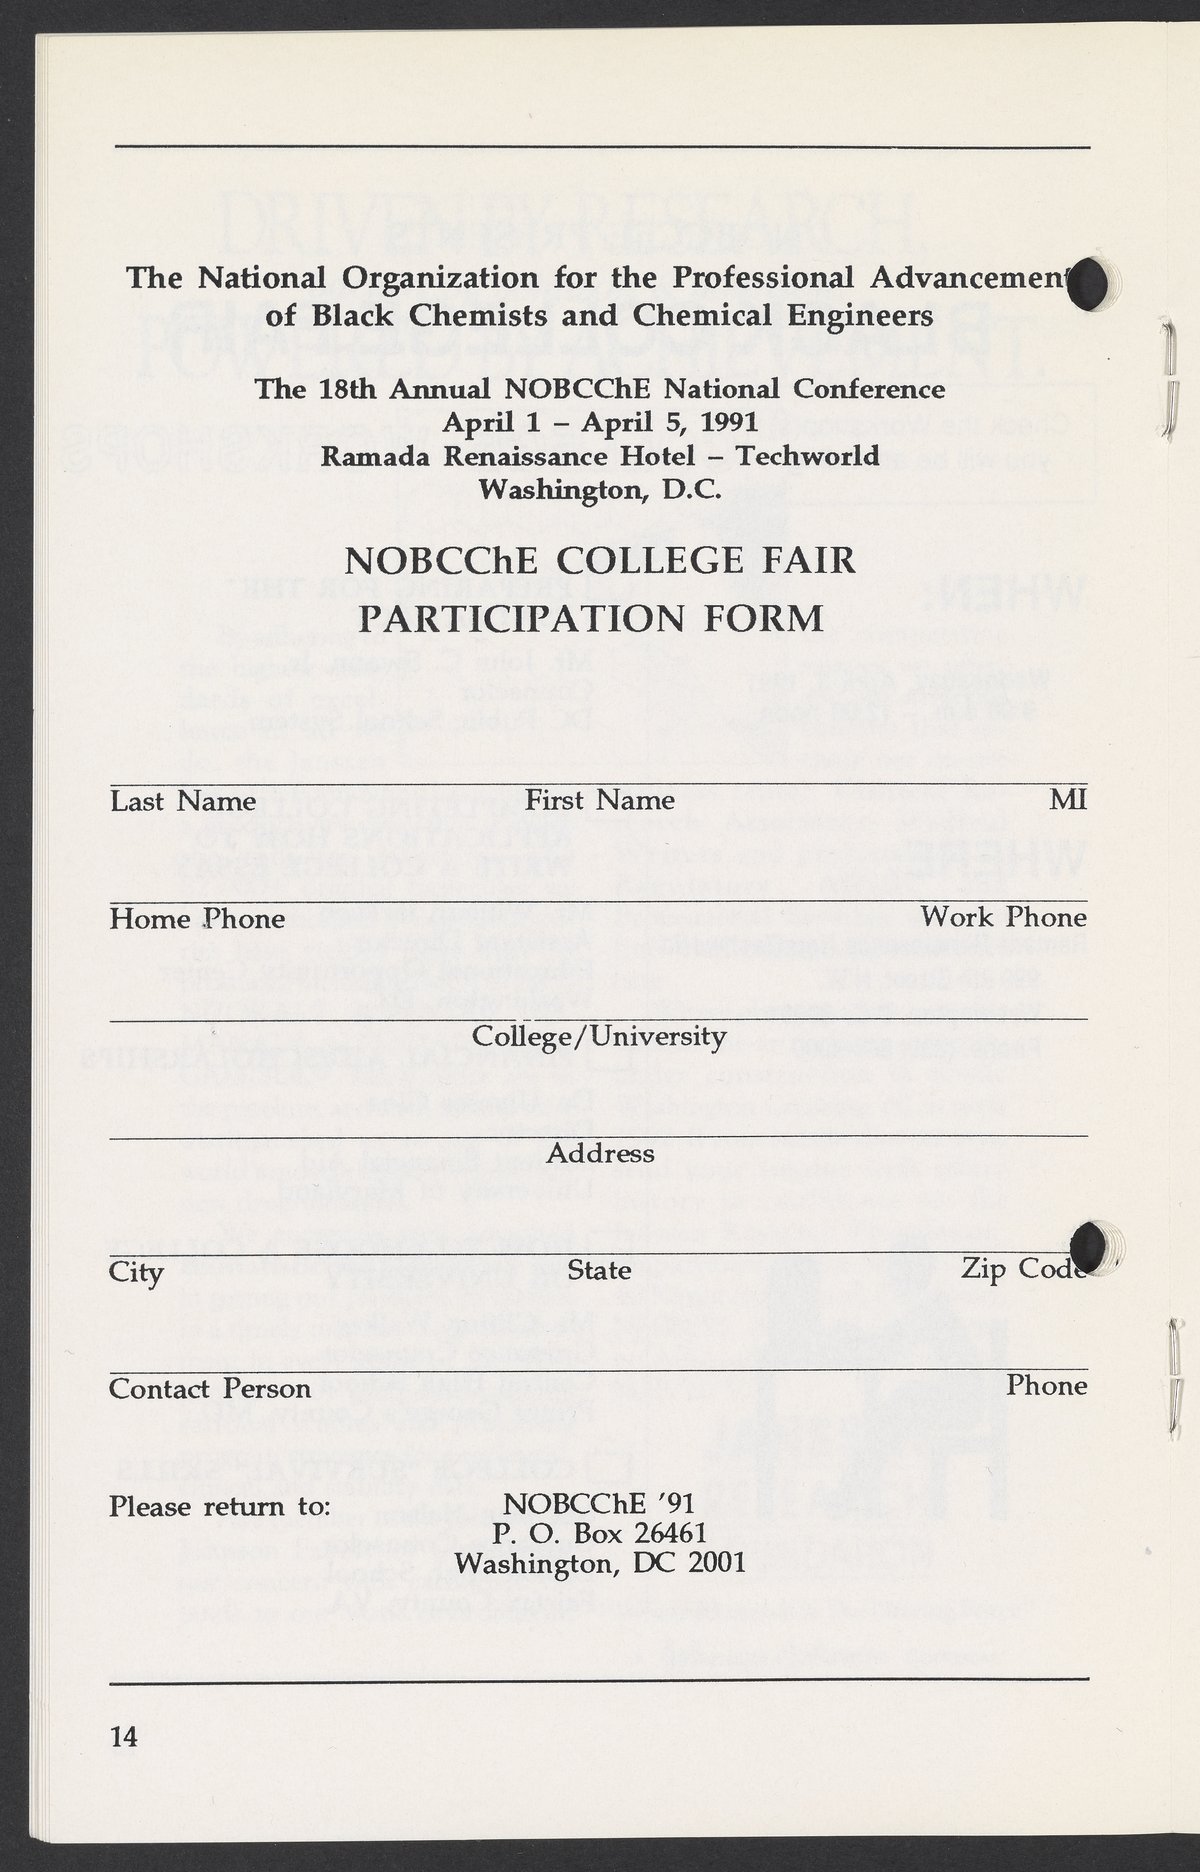 The National Organization for the Professional Advancement
of Black Chemists and Chemical Engineers
The 18th Annual NOBCChE National Conference
April 1 – April 5, 1991
Ramada Renaissance Hotel – Techworld
Washington, D.C.
NOBCChE COLLEGE FAIR
PARTICIPATION FORM
Last Name First Name MI
Home Phone Work Phone
College/University
Address
City State Zip Code
Contact Person Phone
Please return to: NOBCChE '91
P. O. Box 26461
Washington, DC 2001
14